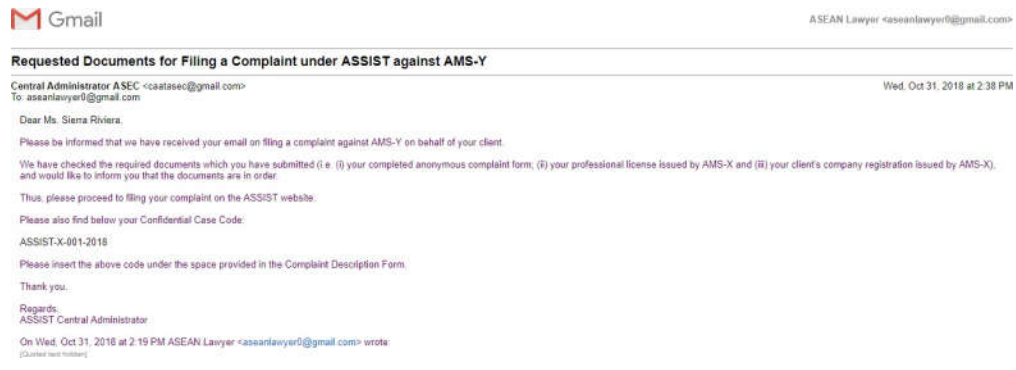 Gmail
ASEAN Lawyer <aseanlawyer0@gmail.com>
Requested Documents for Filing a Complaint under ASSIST against AMS-Y
Central Administrator ASEC <caatasec@gmail.com>
Wed, Oct 31, 2018 at 2:38 PM
To: aseanlawyer0@gmail.com
Dear Ms. Sierra Riviera,
Please be informed that we have received your email on filing a complaint against AMS-Y on behalf of your client.
We have checked the required documents which you have submitted (i.e. (i) your completed anonymous complaint form; (ii) your professional license issued by AMS-X and (iii) your client's company registration issued by AMS-X),
and would like to inform you that the documents are in order.
Thus, please proceed to filing your complaint on the ASSIST website.
Please also find below your Confidential Case Code:
ASSIST-X-001-2018
Please insert the above code under the space provided in the Complaint Description Form.
Thank you.
Regards,
ASSIST Central Administrator
On Wed, Oct 31, 2018 at 2:19 PM ASEAN Lawyer <aseanlawyer0@gmail.com> wrote:
[Quoted text hidden]